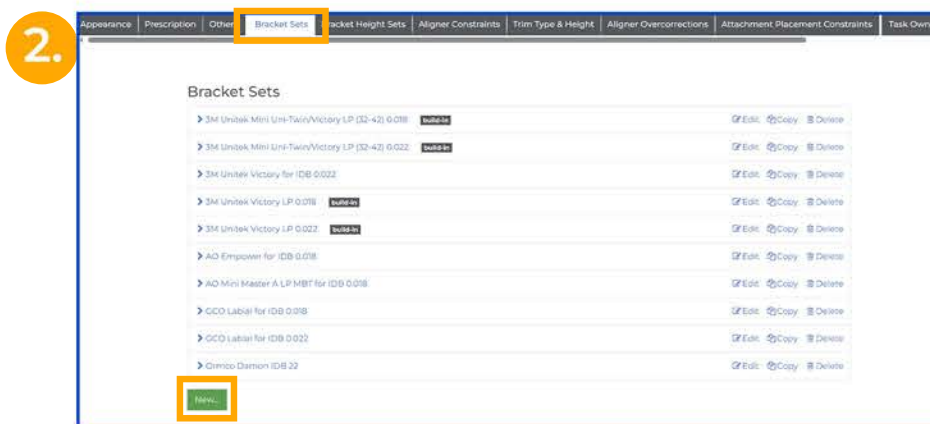 2.
Appearance Prescription Other Bracket Sets Bracket Height Sets Aligner Constraints Trim Type & Height Aligner Overcorrections Attachment Placement Constraints Task Own
Bracket Sets
3M Unitek Mini Uni-Twin/Victory LP (32-42) 0.018 build-in Edit Copy Delete
3M Unitek Mini Uni-Twin/Victory LP (32-42) 0.022 build-in Edit Copy Delete
3M Unitek Victory for IDB 0.022 Edit Copy Delete
3M Unitek Victory LP 0.018 build-in Edit Copy Delete
3M Unitek Victory LP 0.022 build-in Edit Copy Delete
AO Empower for IDB 0.018 Edit Copy Delete
AO Mini Master A LP MBT for IDB 0.018 Edit Copy Delete
GCO Labial for IDB 0.018 Edit Copy Delete
GCO Labial for IDB 0.022 Edit Copy Delete
Ormco Damon IDB 22 Edit Copy Delete
New...